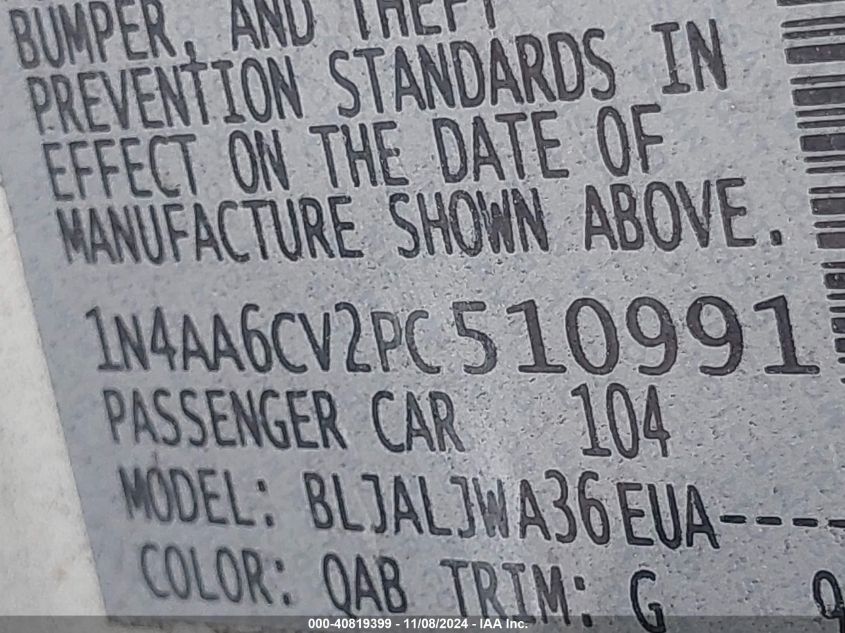 BUMPER, AND THEFT
PREVENTION STANDARDS IN
EFFECT ON THE DATE OF
MANUFACTURE SHOWN ABOVE.
1N4AA6CV2PC510991
PASSENGER CAR 104
MODEL: BLJALJWA36EUA----
COLOR: QAB TRIM: G
000-40819399 - 11/08/2024 - IAA Inc.